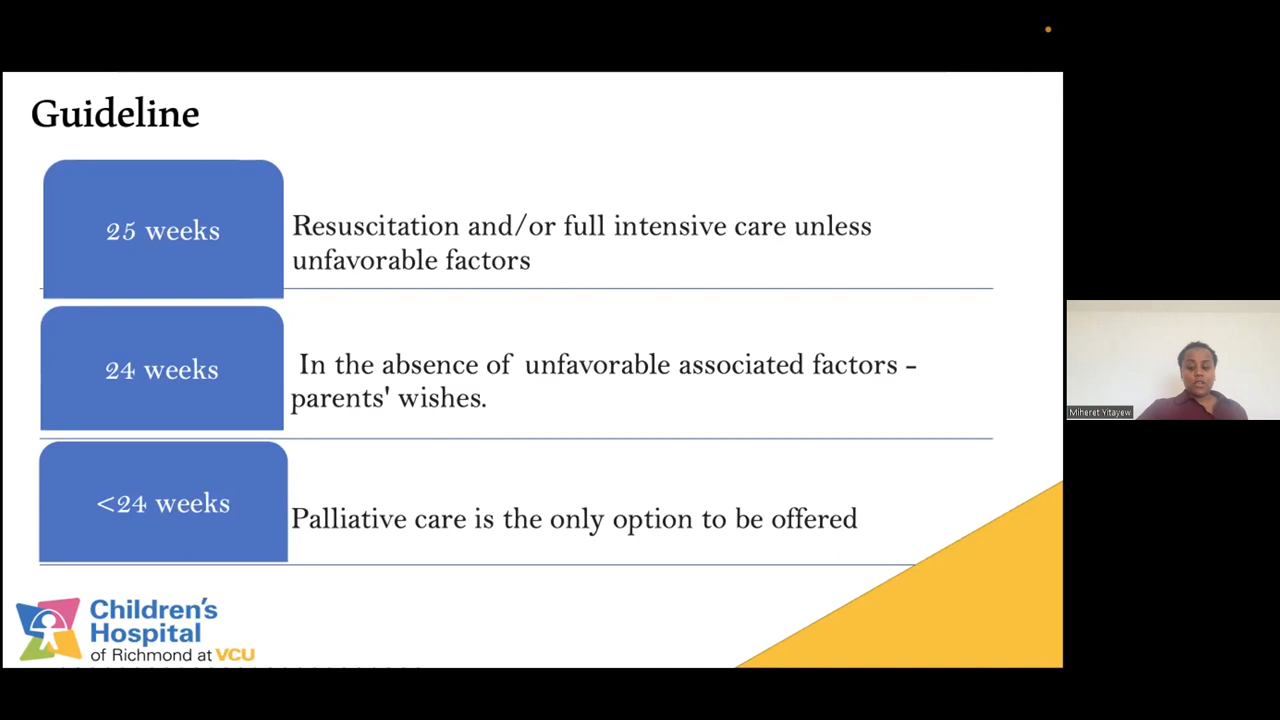 Guideline
25 weeks
Resuscitation and/or full intensive care unless
unfavorable factors
24 weeks
In the absence of unfavorable associated factors -
parents' wishes.
<24 weeks
Palliative care is the only option to be offered
Children's
Hospital
of Richmond at VCU
Miheret Yitayew